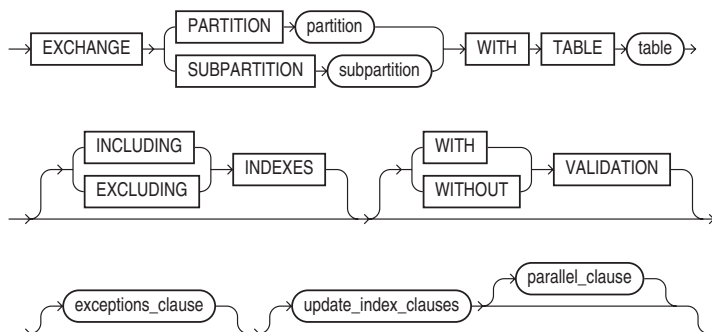 EXCHANGE PARTITION partition WITH TABLE table
SUBPARTITION subpartition
INCLUDING INDEXES WITH VALIDATION
EXCLUDING WITHOUT
parallel_clause
exceptions_clause update_index_clauses